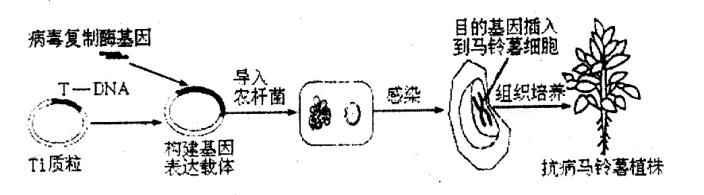 病毒复制酶基因
T—DNA
Ti质粒
构建基因
表达载体
导入
农杆菌
感染
目的基因插入
到马铃薯细胞
组织培养
抗病马铃薯植株